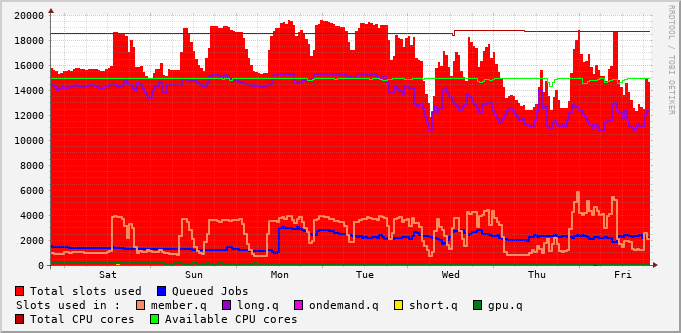 20000
18000
16000
14000
12000
10000
8000
6000
4000
2000
0
Sat Sun Mon Tue Wed Thu Fri
RRDTOOL / TOBI OETIKER
Total slots used Queued Jobs
Slots used in : member.q long.q ondemand.q short.q gpu.q
Total CPU cores Available CPU cores